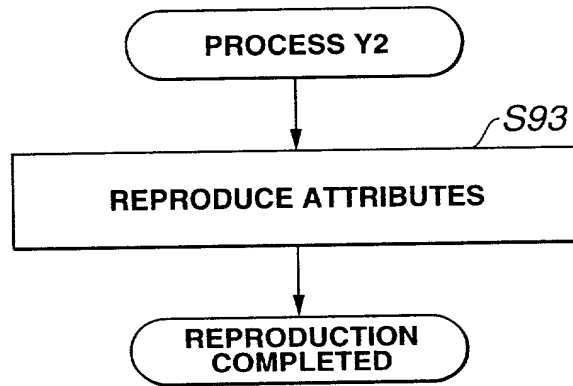 PROCESS Y2
S93
REPRODUCE ATTRIBUTES
REPRODUCTION
COMPLETED